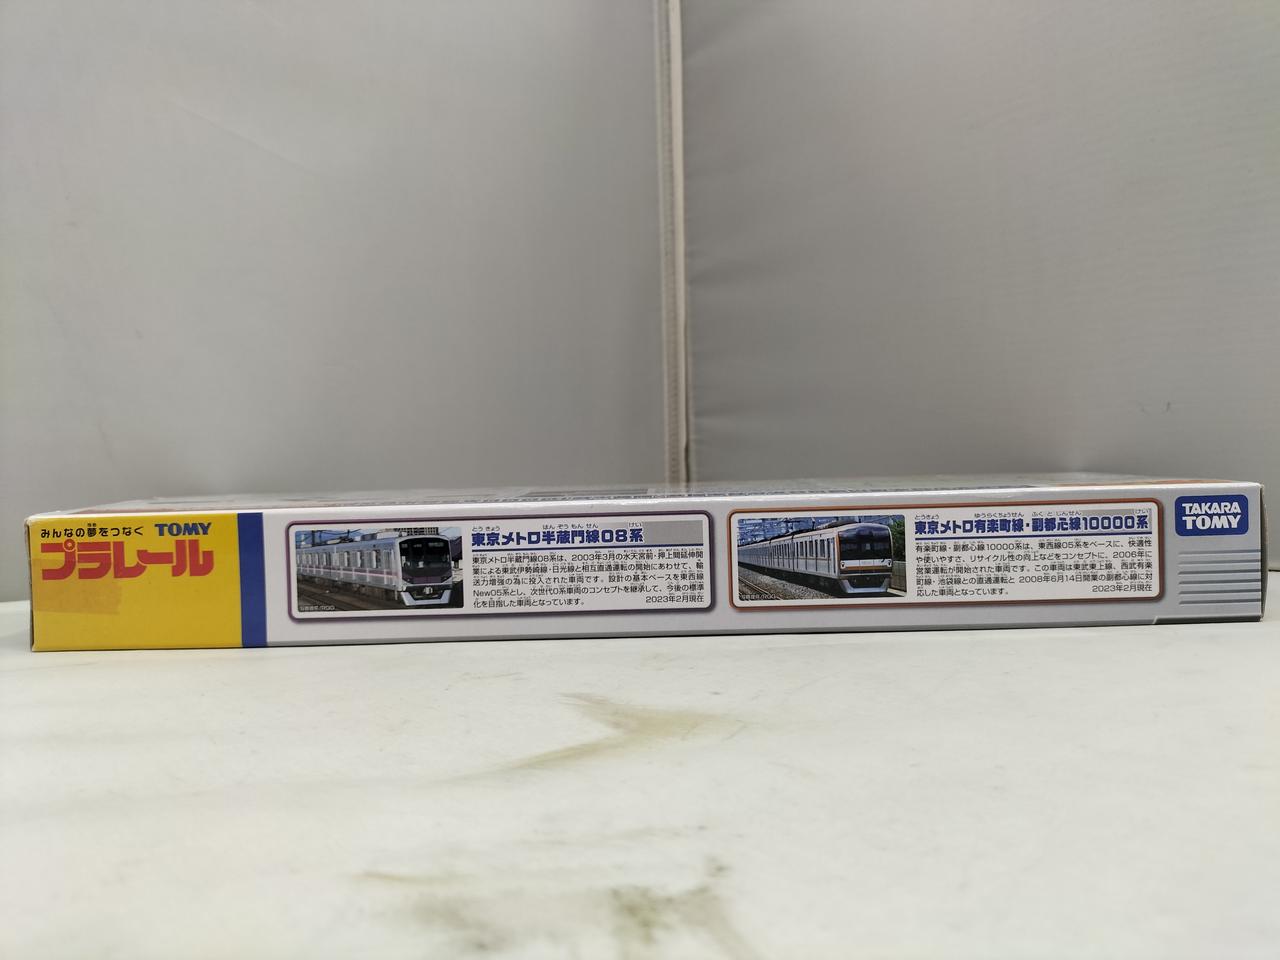 みんなの夢をつなぐ TOMY
プラレール
東京メトロ半蔵門線08系
東京メトロ半蔵門線08系は、2003年3月の水天宮前・押上間延伸開
業による東武伊勢崎線・日光線と相互直通運転の開始にあわせて、輸
送力増強の為に投入された車両です。設計の基本ベースを東西線
New05系とし、次世代0系車両のコンセプトを継承して、今後の標準
化を目指した車両となっています。 2023年2月現在
東京メトロ有楽町線・副都心線10000系
有楽町線・副都心線10000系は、東西線05系をベースに、快適性
や使いやすさ、リサイクル性の向上などをコンセプトに、2006年に
営業運転が開始された車両です。この車両は東武東上線、西武有楽
町線・池袋線との直通運転と 2008年6月14日開業の副都心線に対
応した車両となっています。 2023年2月現在
TAKARA
TOMY